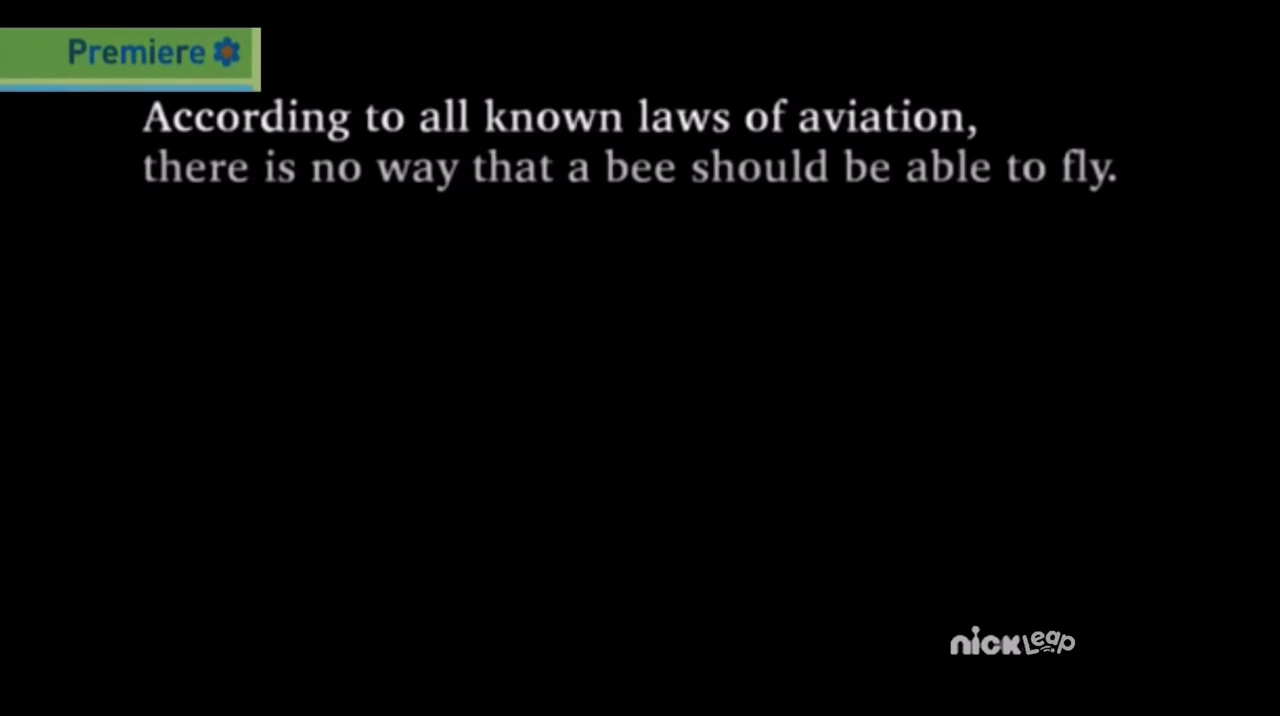 Premiere
According to all known laws of aviation,
there is no way that a bee should be able to fly.
nickLeap